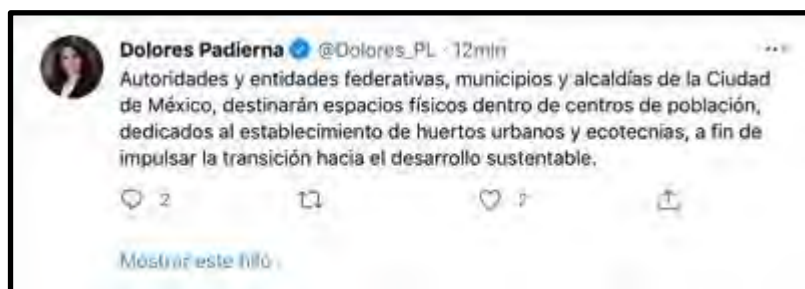 Dolores Padierna @Dolores_PL · 12min
Autoridades y entidades federativas, municipios y alcaldías de la Ciudad
de México, destinarán espacios físicos dentro de centros de población,
dedicados al establecimiento de huertos urbanos y ecotecnias, a fin de
impulsar la transición hacia el desarrollo sustentable.
2
Mostrar este hilo